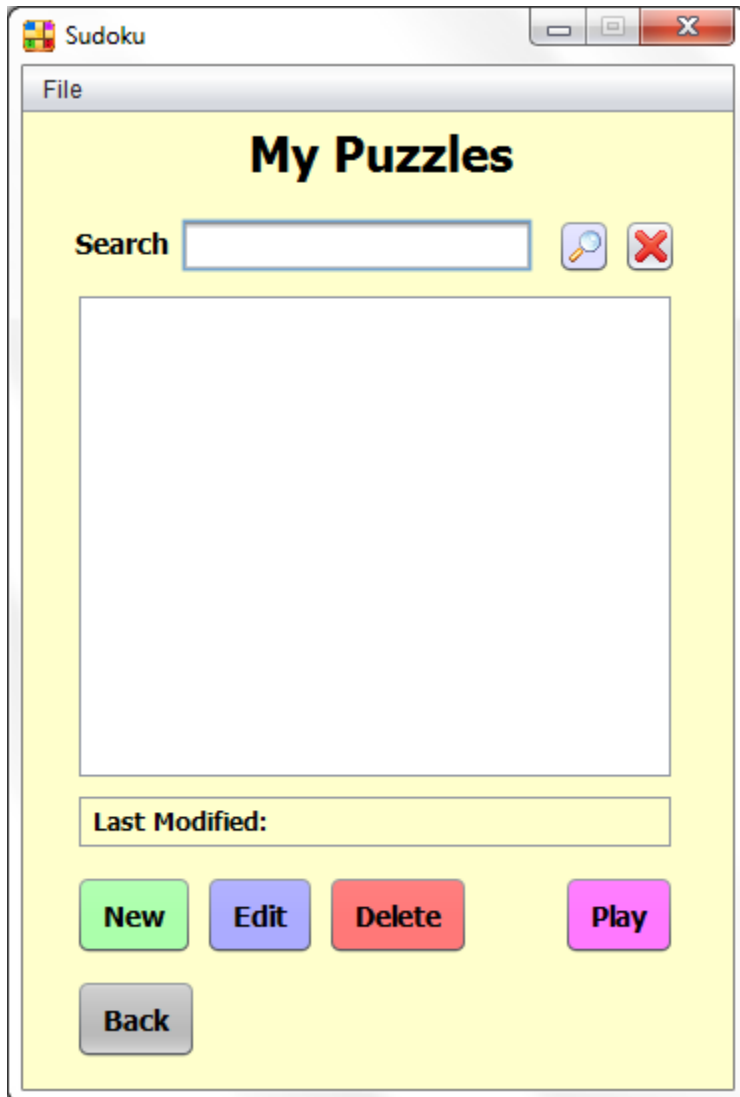 Sudoku
File
My Puzzles
Search
Last Modified:
New Edit Delete Play
Back